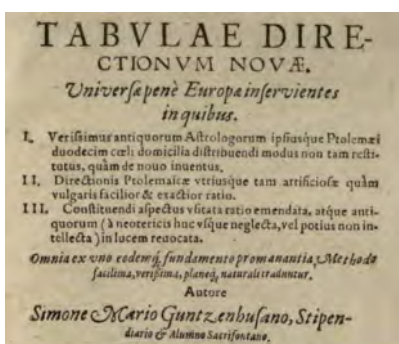 TABVLAE DIRE-
CTIONVM NOVÆ.
Universæ penè Europæ inservientes
in quibus.
I. Verissimus antiquorum Astrologorum ipsiusque Ptolemæi
duodecim cœli domicilia distribuendi modus non tam resti-
tutus, quàm de nouo inuentus.
II. Directionis Ptolemaicæ vtriusque tam artificiosæ quàm
vulgaris facilior & exactior ratio.
III. Constituendi aspectus vsitata ratio emendata, atque anti-
quorum (à neotericis huc vsque neglecta, vel potius non in-
tellecta) in lucem reuocata.
Omnia ex vno eodemq; fundamento promanantia, Methodo
facilima, verissima, planeq; naturali traduntur.
Autore
Simone Mario Guntzenhusano, Stipen-
diario & Alumno Sacrifontano.